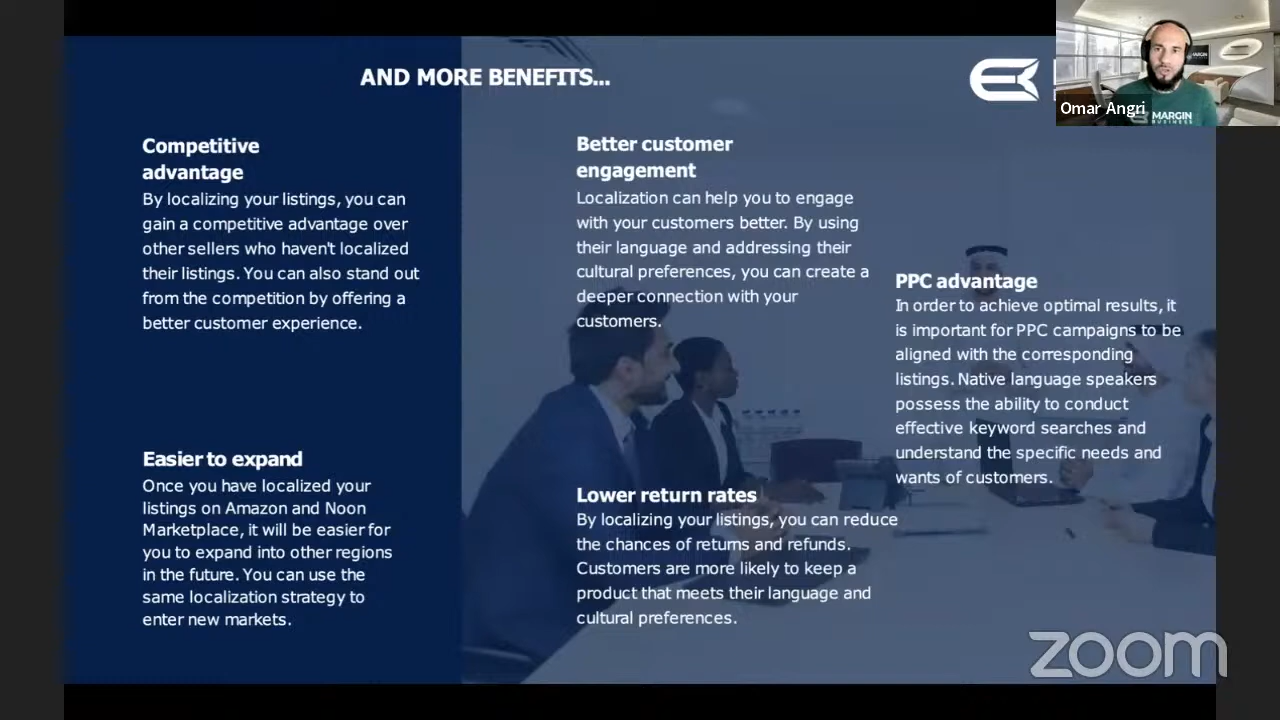 AND MORE BENEFITS...
Omar Angri
MARGIN
BUSINESS
Competitive
advantage
By localizing your listings, you can
gain a competitive advantage over
other sellers who haven't localized
their listings. You can also stand out
from the competition by offering a
better customer experience.
Better customer
engagement
Localization can help you to engage
with your customers better. By using
their language and addressing their
cultural preferences, you can create a
deeper connection with your
customers.
PPC advantage
In order to achieve optimal results, it
is important for PPC campaigns to be
aligned with the corresponding
listings. Native language speakers
possess the ability to conduct
effective keyword searches and
understand the specific needs and
wants of customers.
Easier to expand
Once you have localized your
listings on Amazon and Noon
Marketplace, it will be easier for
you to expand into other regions
in the future. You can use the
same localization strategy to
enter new markets.
Lower return rates
By localizing your listings, you can reduce
the chances of returns and refunds.
Customers are more likely to keep a
product that meets their language and
cultural preferences.
zoom